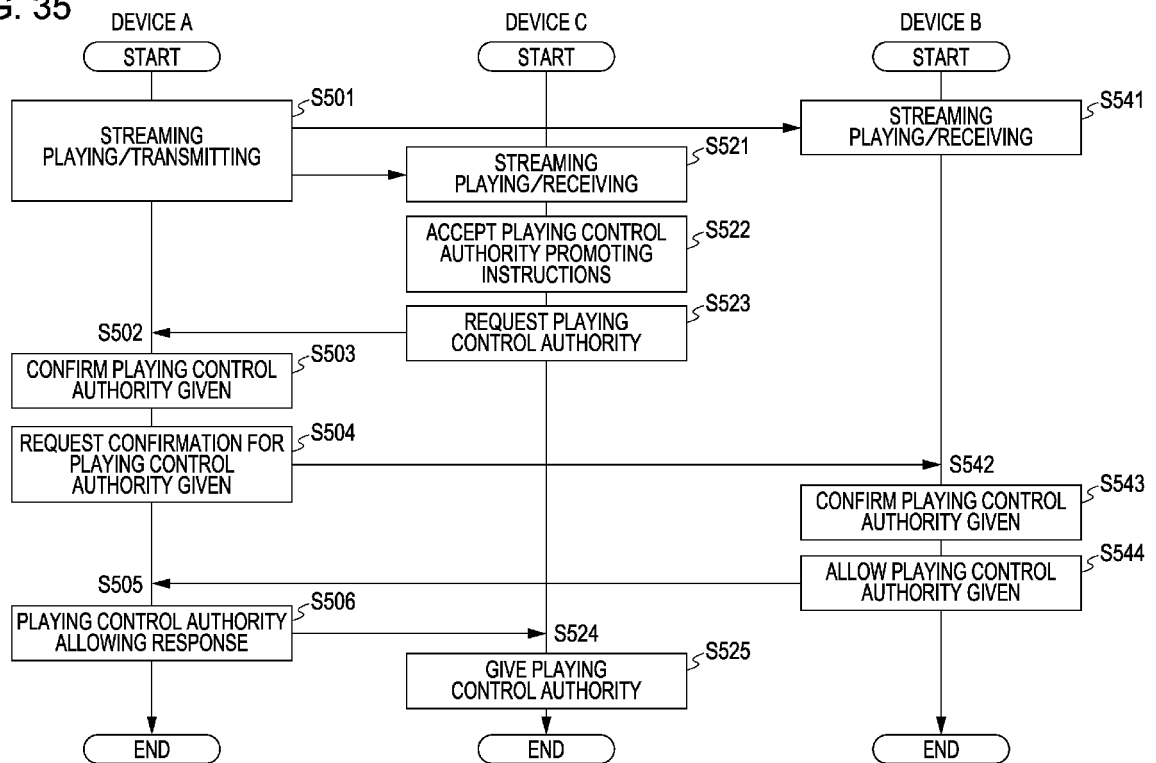 G. 35
DEVICE A
DEVICE C
DEVICE B
START
START
START
S501
STREAMING
PLAYING/TRANSMITTING
S541
STREAMING
PLAYING/RECEIVING
S521
STREAMING
PLAYING/RECEIVING
S522
ACCEPT PLAYING CONTROL
AUTHORITY PROMOTING
INSTRUCTIONS
S523
REQUEST PLAYING
CONTROL AUTHORITY
S502
S503
CONFIRM PLAYING CONTROL
AUTHORITY GIVEN
S504
REQUEST CONFIRMATION FOR
PLAYING CONTROL
AUTHORITY GIVEN
S542
S543
CONFIRM PLAYING CONTROL
AUTHORITY GIVEN
S544
ALLOW PLAYING CONTROL
AUTHORITY GIVEN
S505
S506
PLAYING CONTROL AUTHORITY
ALLOWING RESPONSE
S524
S525
GIVE PLAYING
CONTROL AUTHORITY
END
END
END